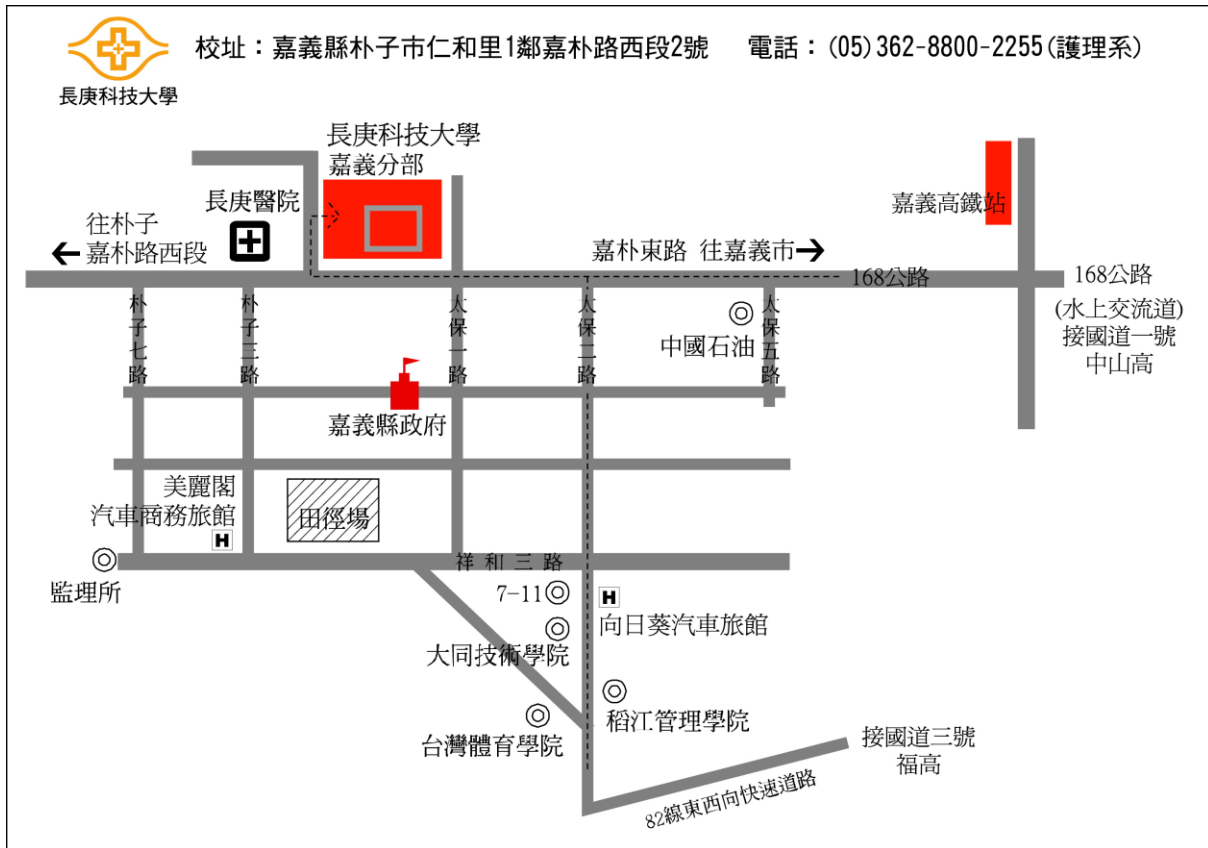 校址：嘉義縣朴子市仁和里1鄰嘉朴路西段2號 電話：(05)362-8800-2255(護理系)
長庚科技大學
長庚科技大學
嘉義分部
長庚醫院
嘉義高鐵站
往朴子
嘉朴路西段
嘉朴東路 往嘉義市
168公路
168公路
(水上交流道)
接國道一號
中山高
朴子七路
朴子三路
太保一路
太保二路
太保五路
中國石油
嘉義縣政府
美麗閣
汽車商務旅館
H
田徑場
祥和三路
監理所
7-11
H
向日葵汽車旅館
大同技術學院
稻江管理學院
台灣體育學院
接國道三號
福高
82線東西向快速道路